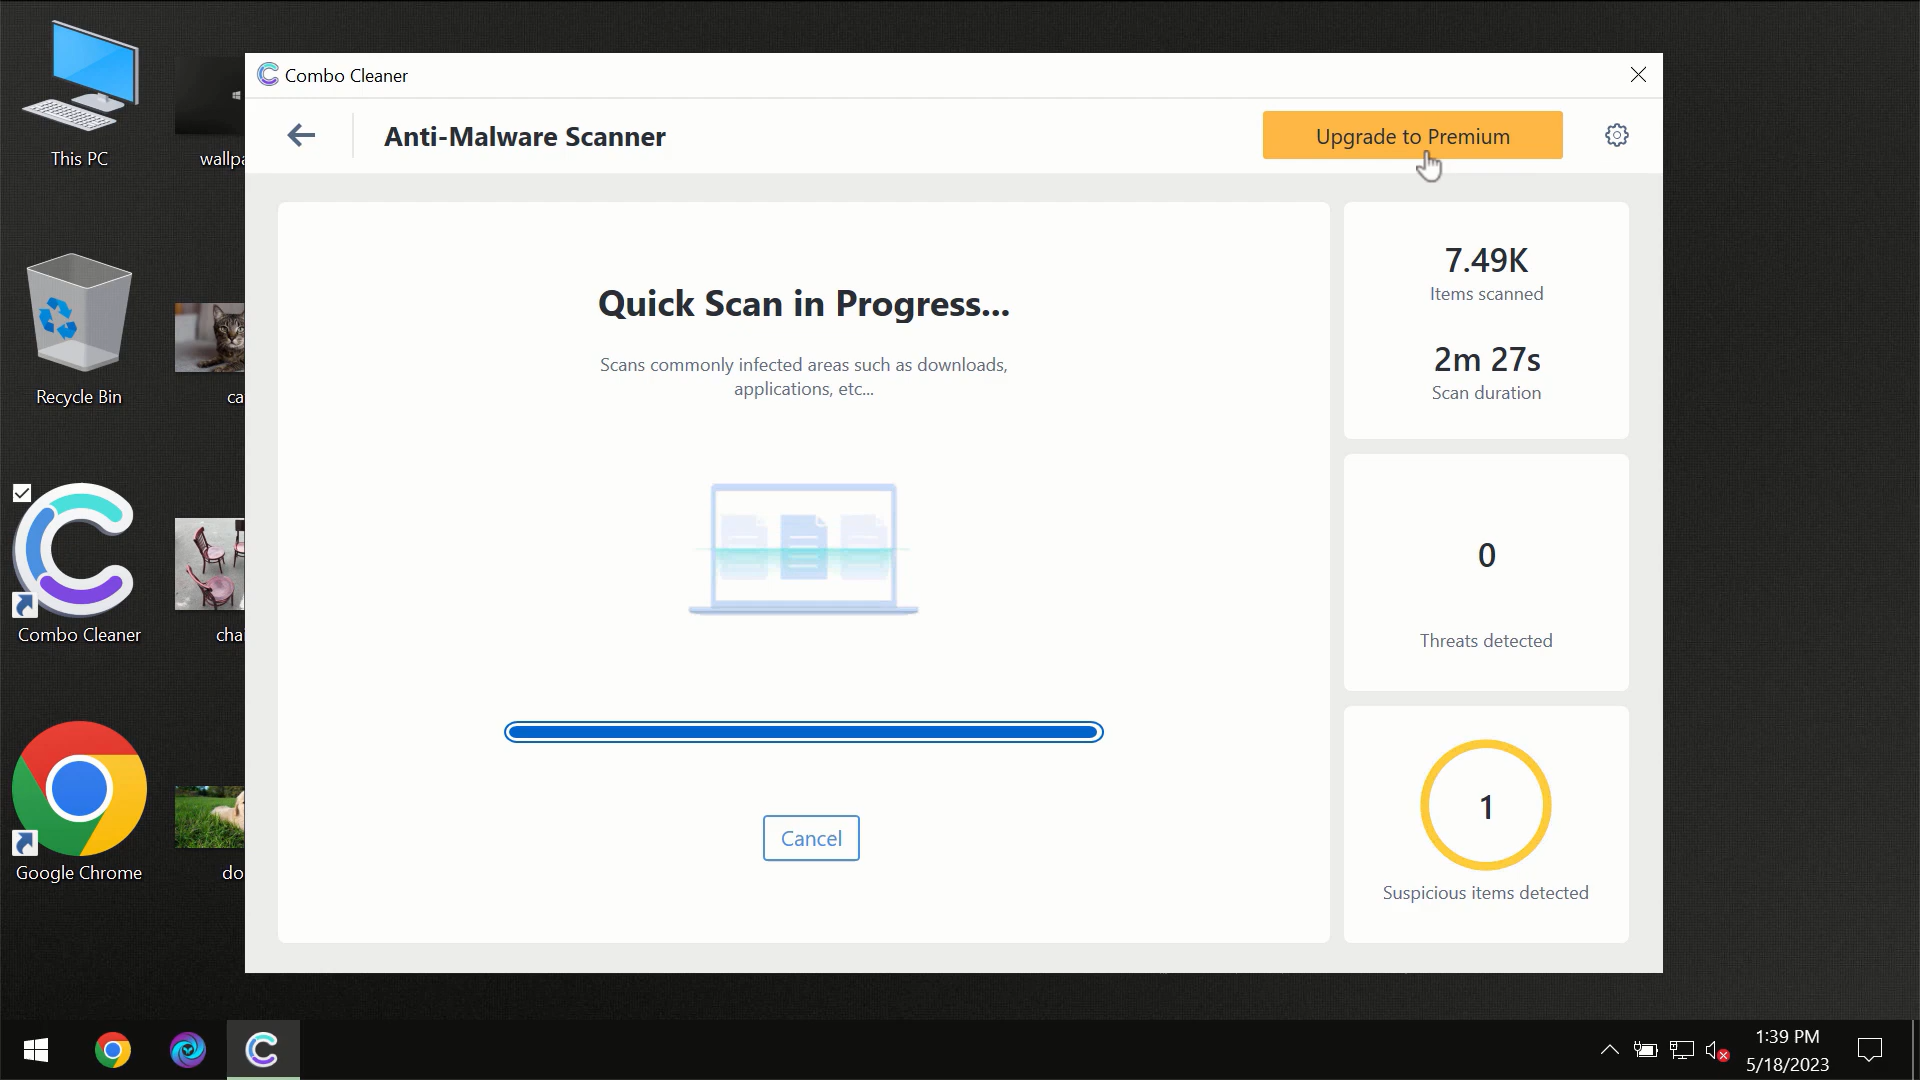 This PC
wallpa
Recycle Bin
ca
Combo Cleaner
chai
Google Chrome
do
Combo Cleaner
Anti-Malware Scanner
Upgrade to Premium
Quick Scan in Progress...
Scans commonly infected areas such as downloads,
applications, etc...
Cancel
7.49K
Items scanned
2m 27s
Scan duration
0
Threats detected
1
Suspicious items detected
1:39 PM
5/18/2023